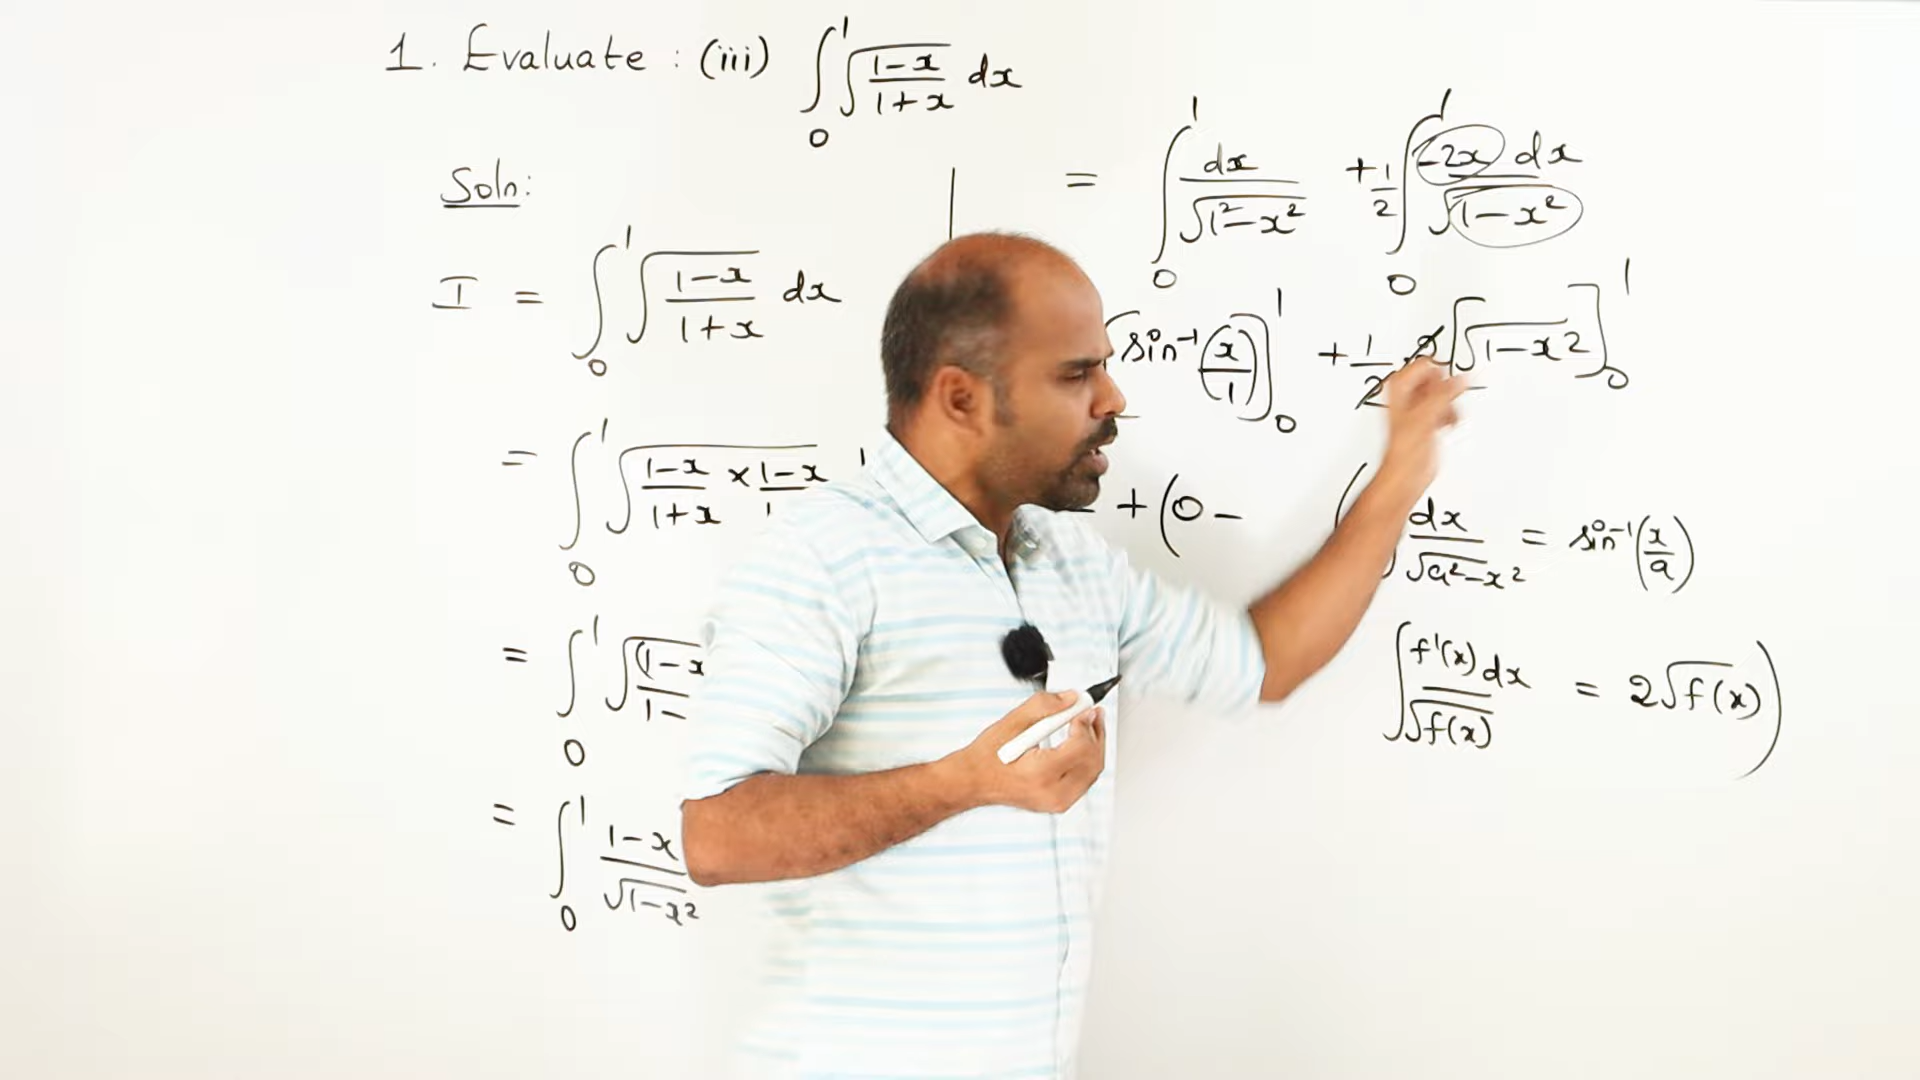 1. Evaluate : (iii) ∫₀¹ √((1-x)/(1+x)) dx
Soln:
I = ∫₀¹ √((1-x)/(1+x)) dx
= ∫₀¹ √((1-x)/(1+x) × (1-x)/1
= ∫₀¹ √((1-x/1-
= ∫₀¹ (1-x)/√(1-x²)
= ∫₀¹ dx/√(1²-x²) + 1/2 ∫₀¹ -2x dx/√(1-x²)
sin⁻¹(x/1)]₀¹ + 1/2 · 2[√(1-x²)]₀¹
+ (0 -
(∫ dx/√(a²-x²) = sin⁻¹(x/a)
∫ f'(x) dx/√f(x) = 2√f(x))